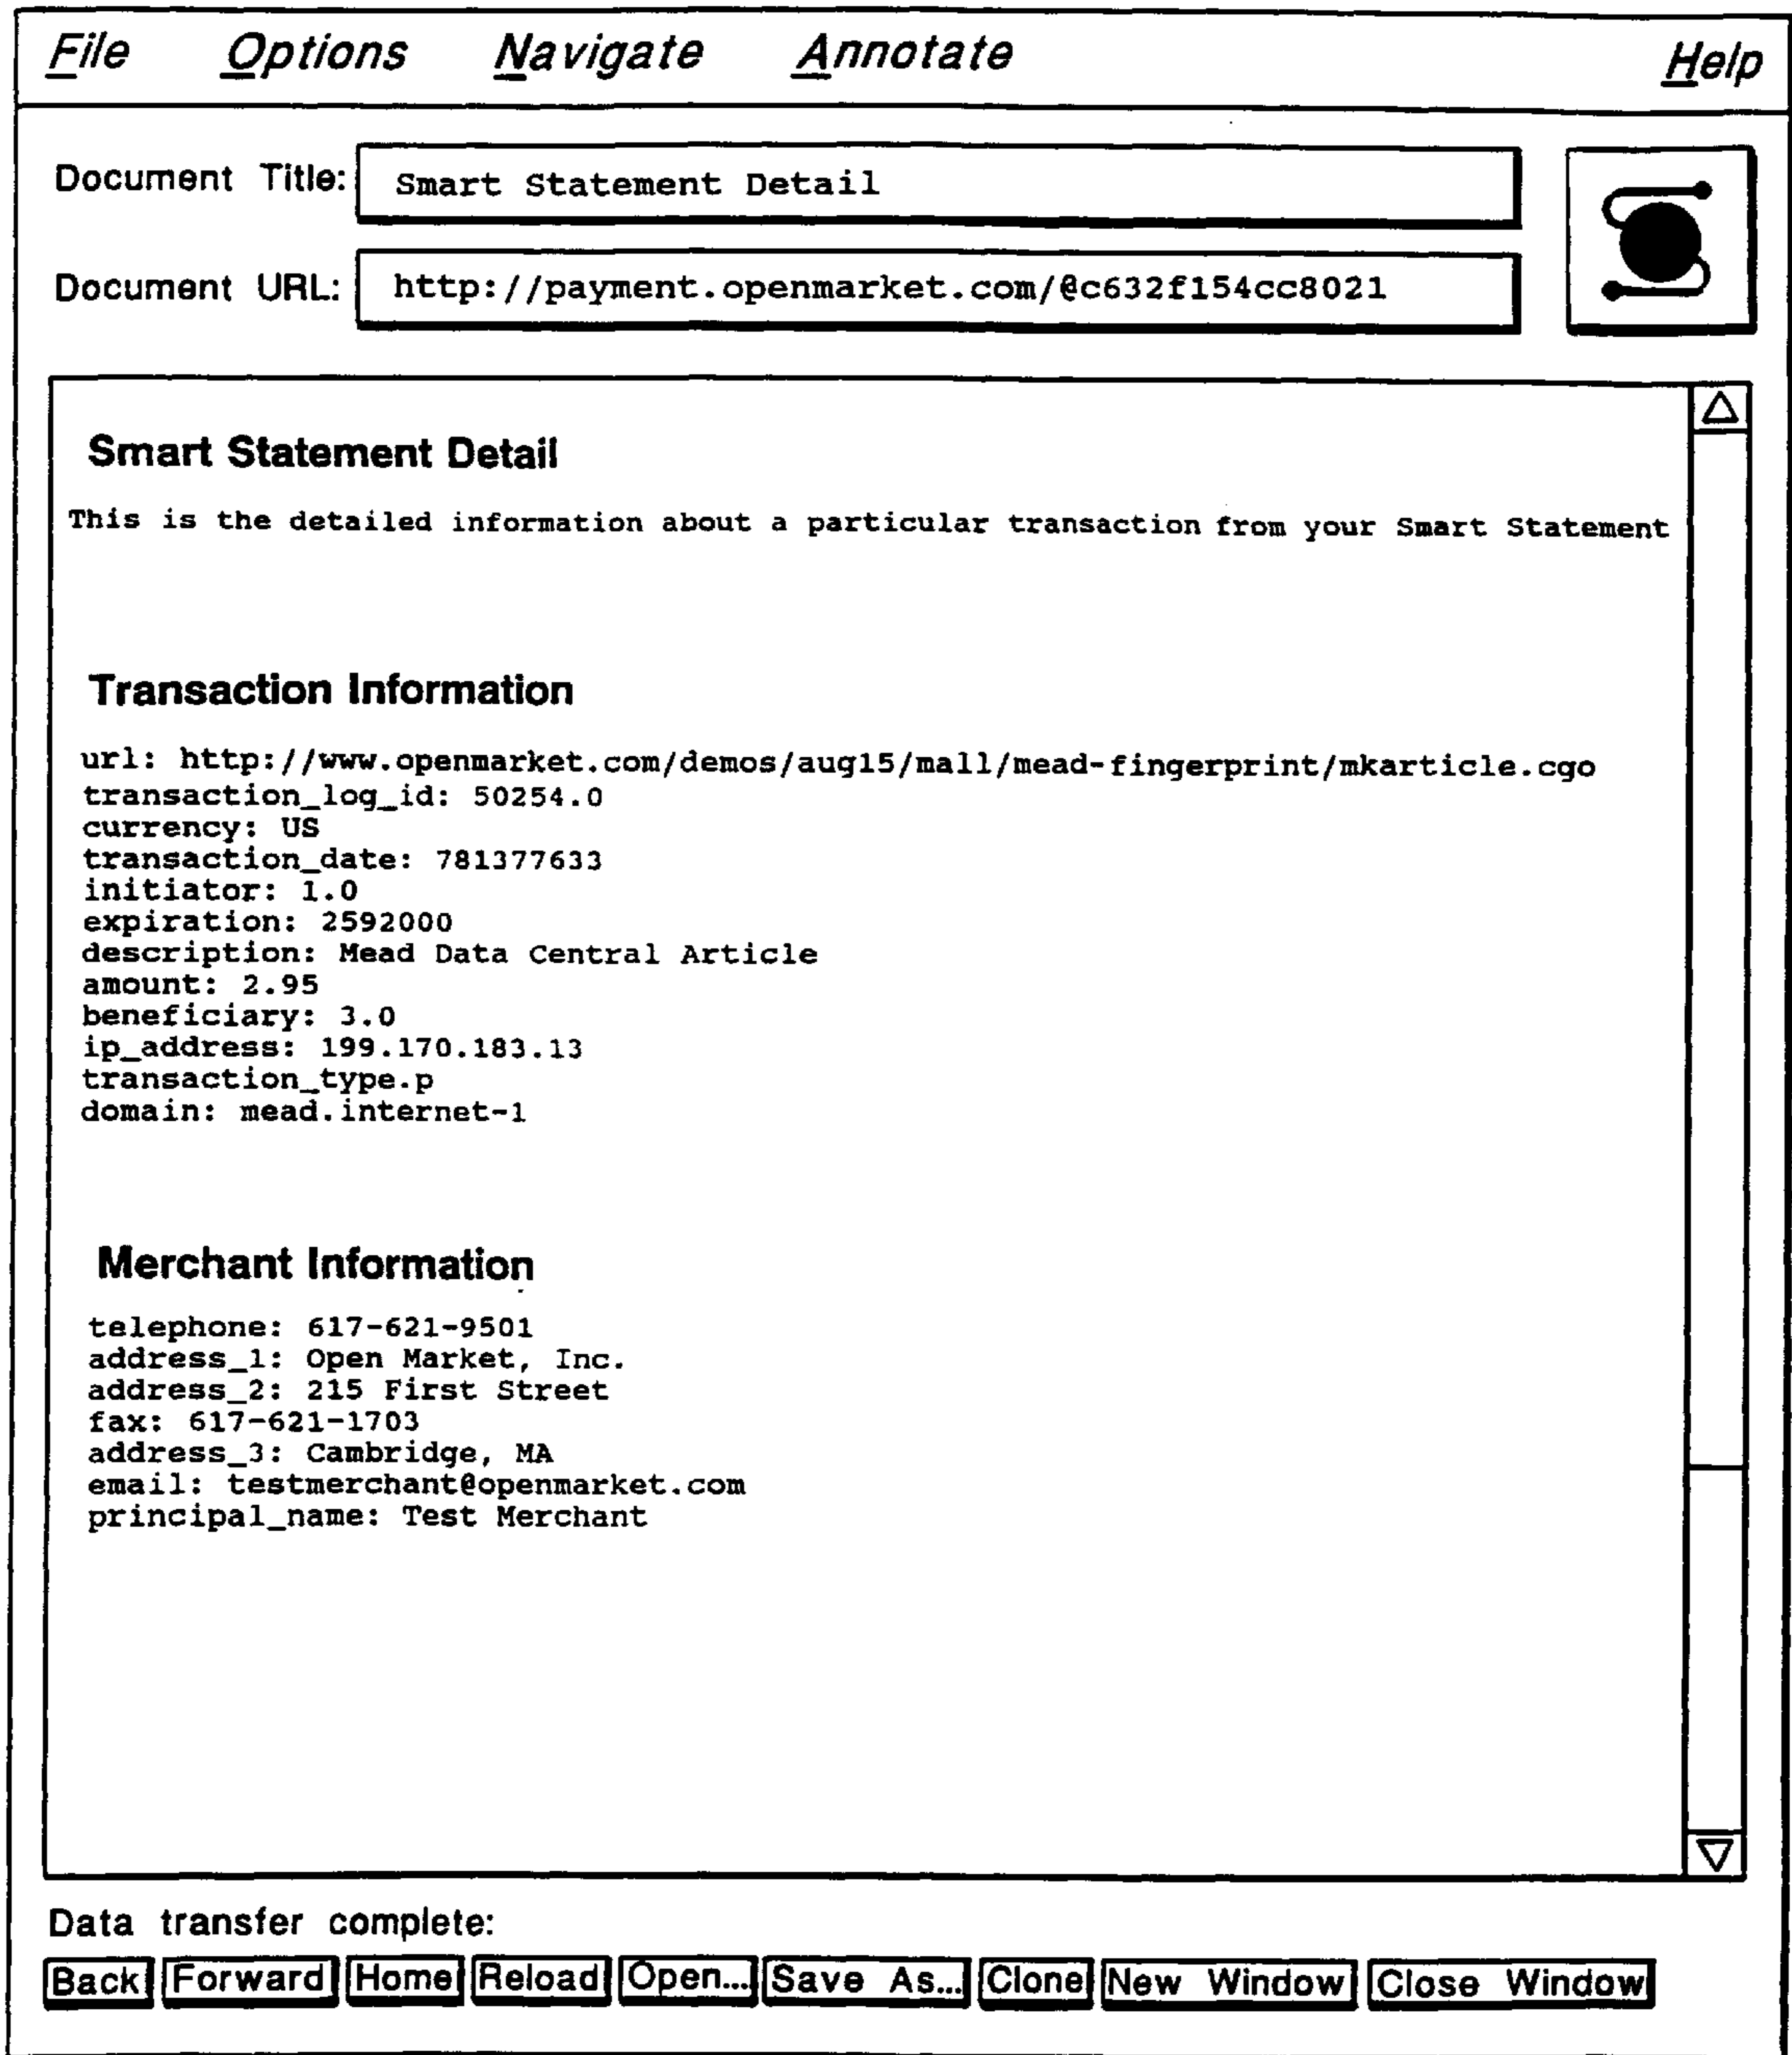 File Options Navigate Annotate Help
Document Title: Smart Statement Detail
Document URL: http://payment.openmarket.com/@c632f154cc8021
Smart Statement Detail
This is the detailed information about a particular transaction from your Smart Statement
Transaction Information
url: http://www.openmarket.com/demos/aug15/mall/mead-fingerprint/mkarticle.cgo
transaction_log_id: 50254.0
currency: US
transaction_date: 781377633
initiator: 1.0
expiration: 2592000
description: Mead Data Central Article
amount: 2.95
beneficiary: 3.0
ip_address: 199.170.183.13
transaction_type.p
domain: mead.internet-1
Merchant Information
telephone: 617-621-9501
address_1: Open Market, Inc.
address_2: 215 First Street
fax: 617-621-1703
address_3: Cambridge, MA
email: testmerchant@openmarket.com
principal_name: Test Merchant
Data transfer complete:
Back Forward Home Reload Open... Save As... Clone New Window Close Window